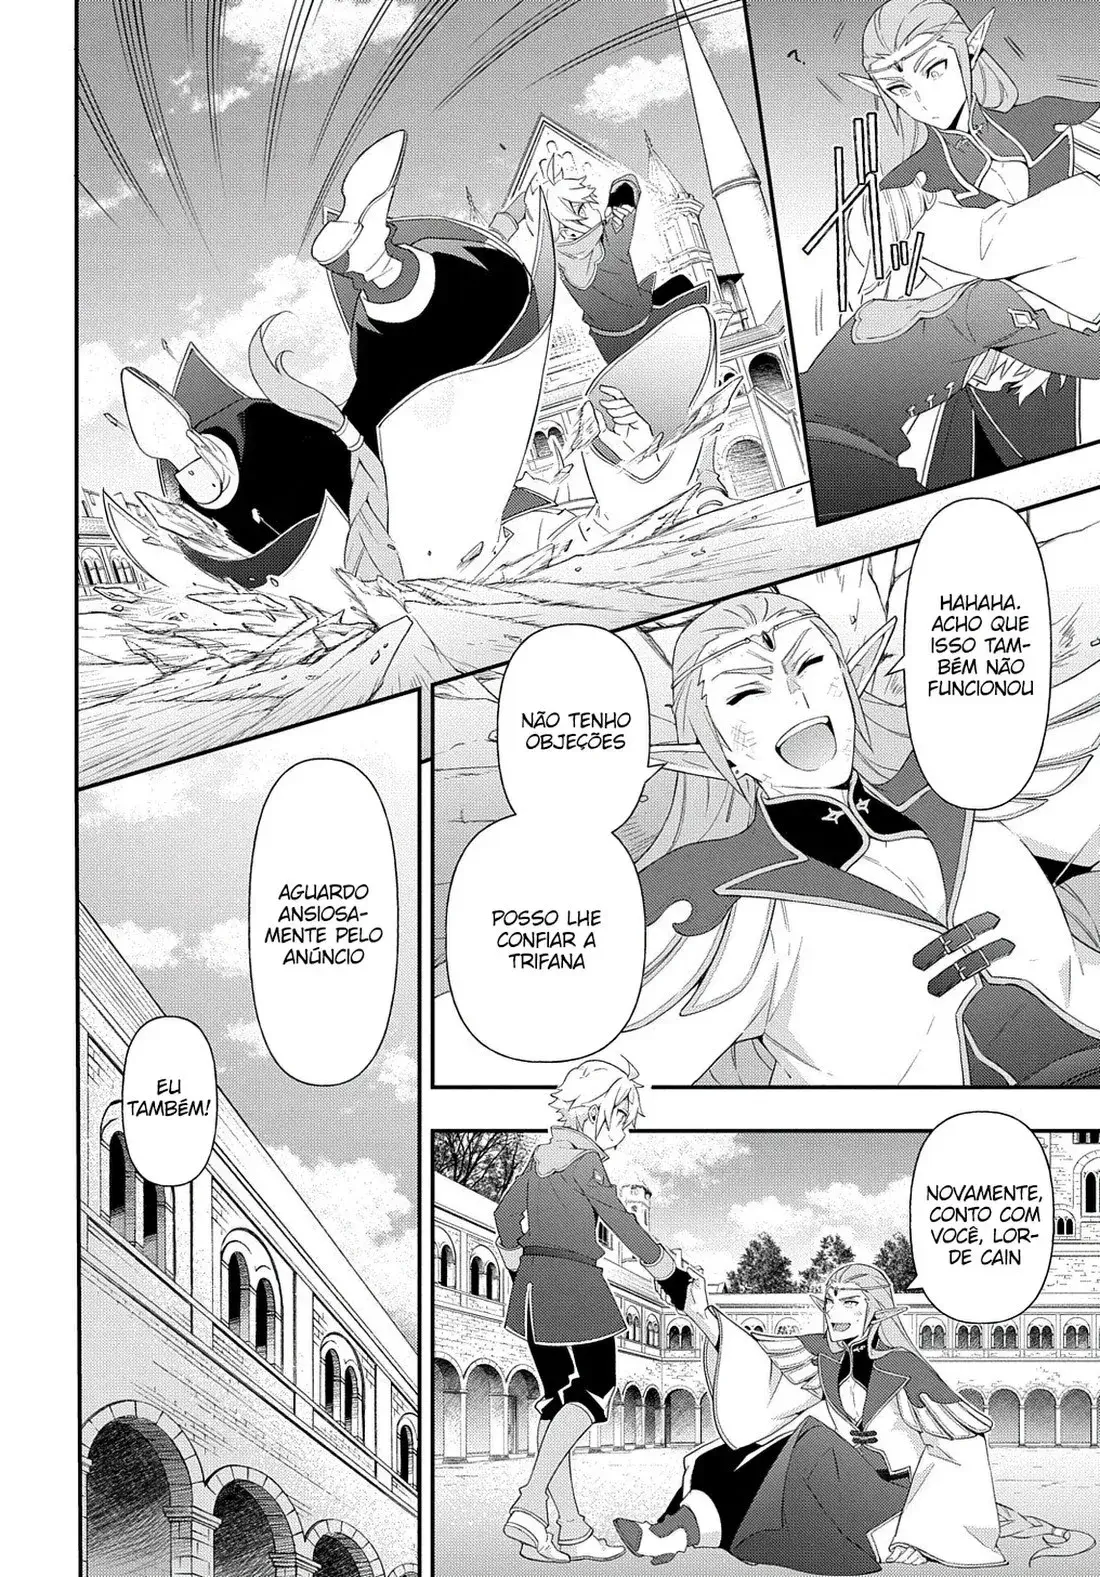 ?
HAHAHA.
ACHO QUE
ISSO TAM-
BÉM NÃO
FUNCIONOU
NÃO TENHO
OBJEÇÕES
POSSO LHE
CONFIAR A
TRIFANA
NOVAMENTE,
CONTO COM
VOCÊ, LOR-
DE CAIN
AGUARDO
ANSIOSA-
MENTE PELO
ANÚNCIO
EU
TAMBÉM!